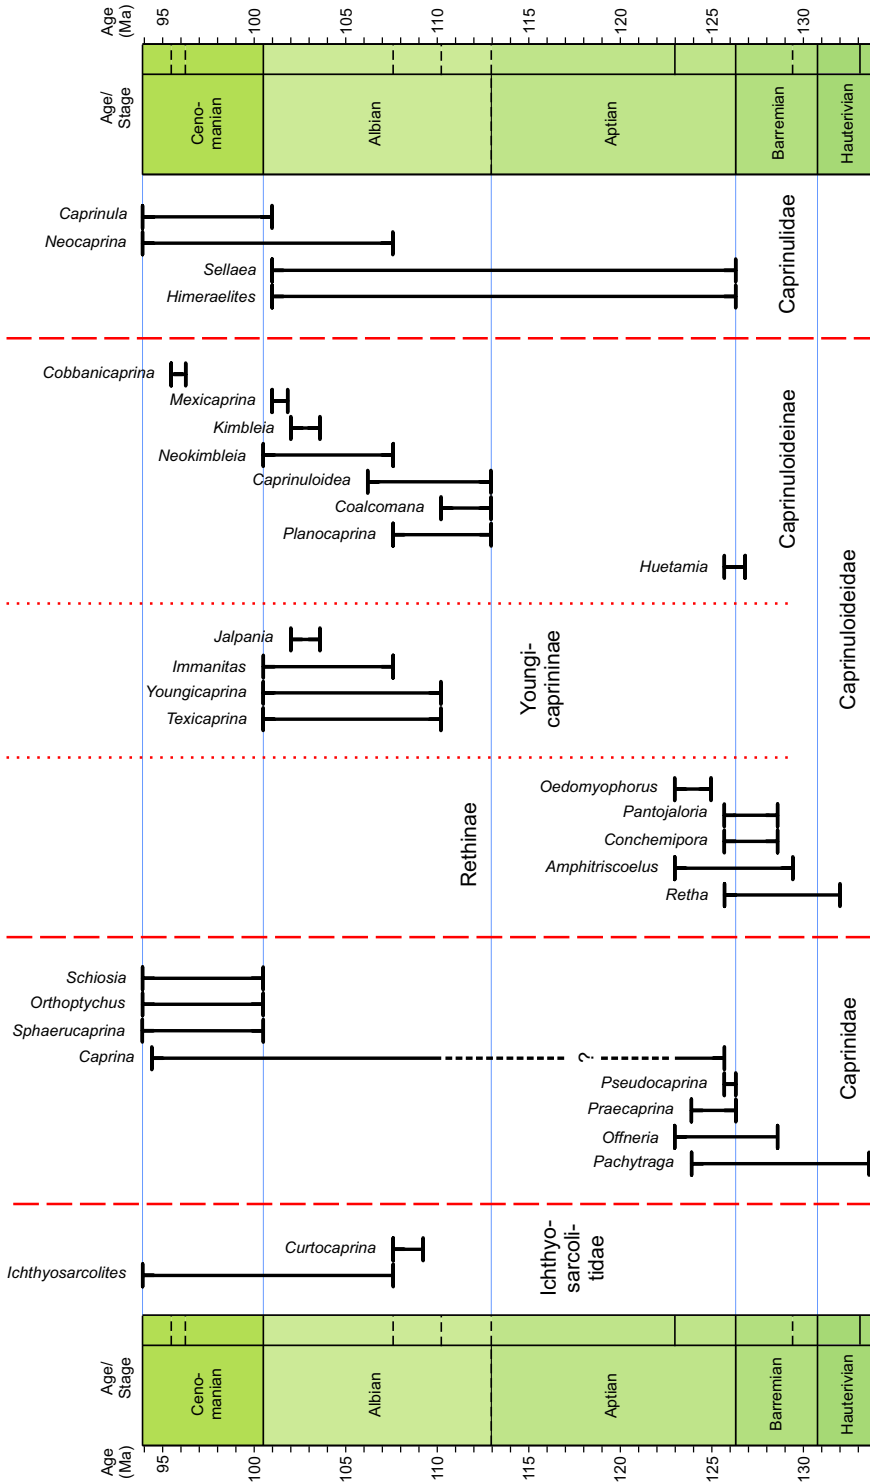 Age
(Ma)
95
100
105
110
115
120
125
130
Age/
Stage
Ceno-
manian
Albian
Aptian
Barremian
Hauterivian
Caprinula
Neocaprina
Sellaea
Himeraelites
Caprinulidae
Cobbanicaprina
Mexicaprina
Kimbleia
Neokimbleia
Caprinuloidea
Coalcomana
Planocaprina
Huetamia
Caprinuloideinae
Jalpania
Immanitas
Youngicaprina
Texicaprina
Youngi-
caprininae
Caprinuloideidae
Oedomyophorus
Pantojaloria
Conchemipora
Amphitriscoelus
Retha
Rethinae
Schiosia
Orthoptychus
Sphaerucaprina
Caprina
?
Pseudocaprina
Praecaprina
Offneria
Pachytraga
Caprinidae
Curtocaprina
Ichthyosarcolites
Ichthyo-
sarcoli-
tidae
Age/
Stage
Ceno-
manian
Albian
Aptian
Barremian
Hauterivian
Age
(Ma)
95
100
105
110
115
120
125
130